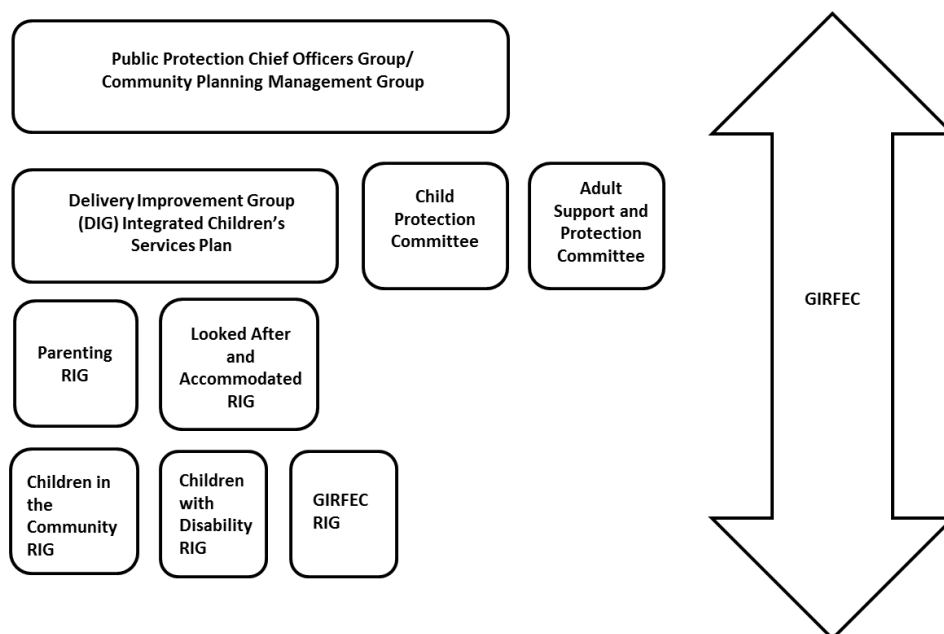 Public Protection Chief Officers Group/
Community Planning Management Group
Delivery Improvement Group
(DIG) Integrated Children’s
Services Plan
Child
Protection
Committee
Adult
Support and
Protection
Committee
GIRFEC
Parenting
RIG
Looked After
and
Accommodated
RIG
Children in
the
Community
RIG
Children
with
Disability
RIG
GIRFEC
RIG